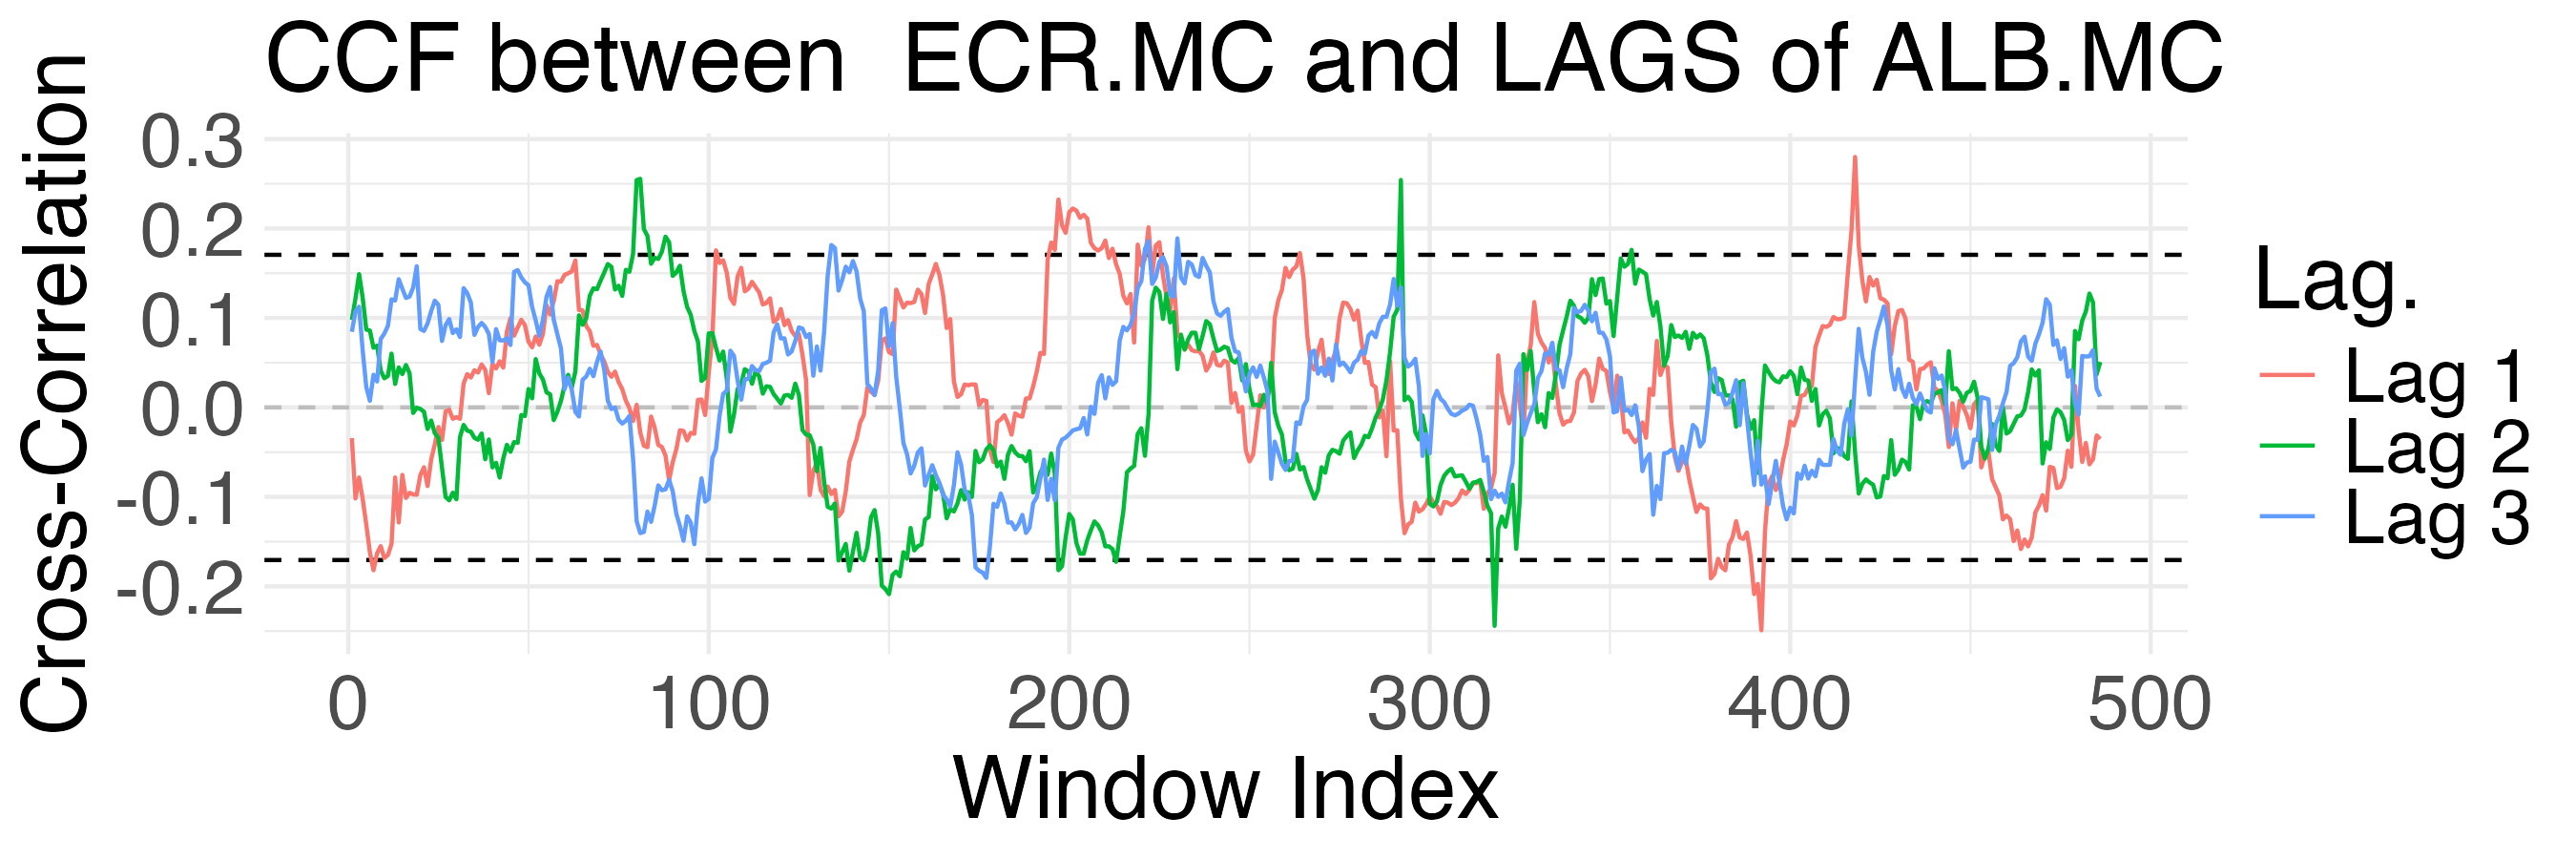 CCF between  ECR.MC and LAGS of ALB.MC
Cross-Correlation
0.3
0.2
0.1
0.0
-0.1
-0.2
0 100 200 300 400 500
Window Index
Lag.
Lag 1
Lag 2
Lag 3